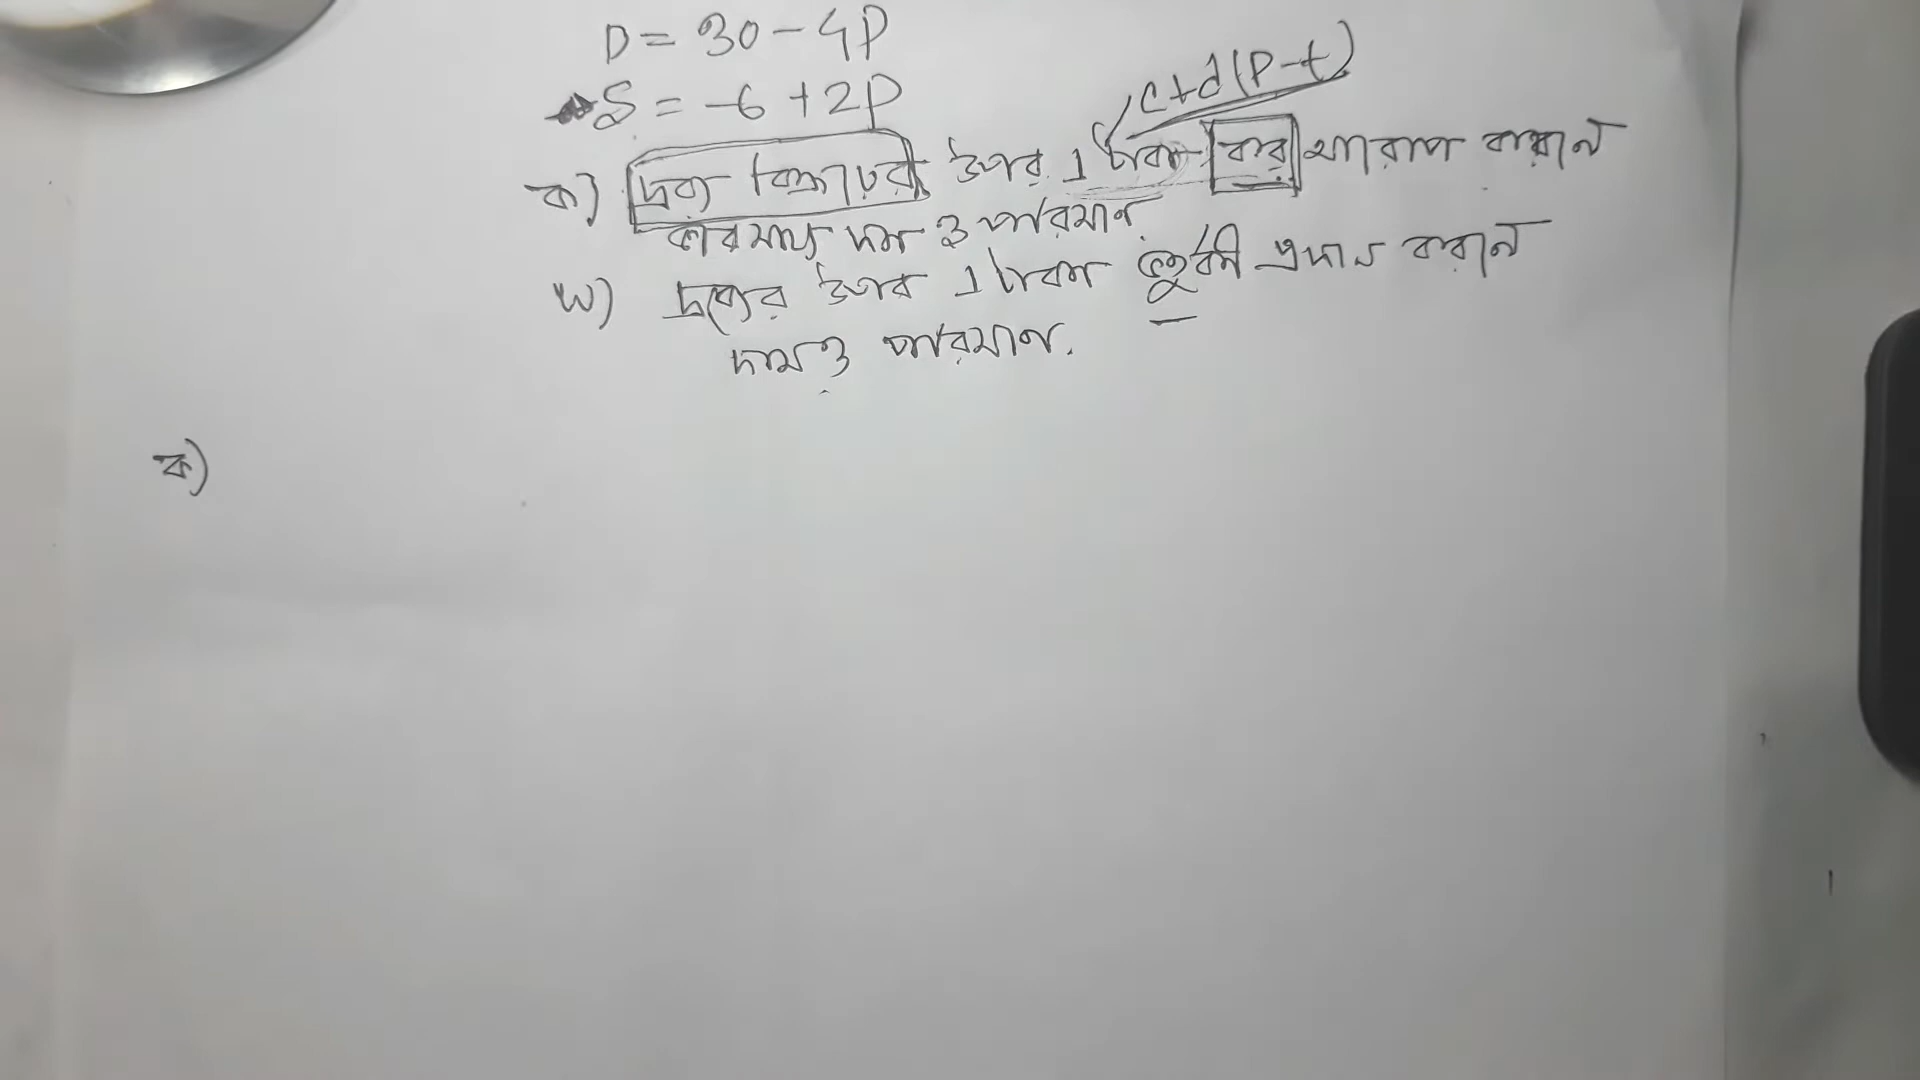 D = 30 - 4P
S = -6 + 2P
c+d(P-t)
ক) দ্রব্য বিক্রয়ের উপর 1 টাকা কর আরোপ করলে
ভারসাম্য দাম ও পরিমাণ.
খ) দ্রব্যের উপর 1 টাকা ভর্তুকী প্রদান করলে
দাম ও পরিমাণ.
ক)